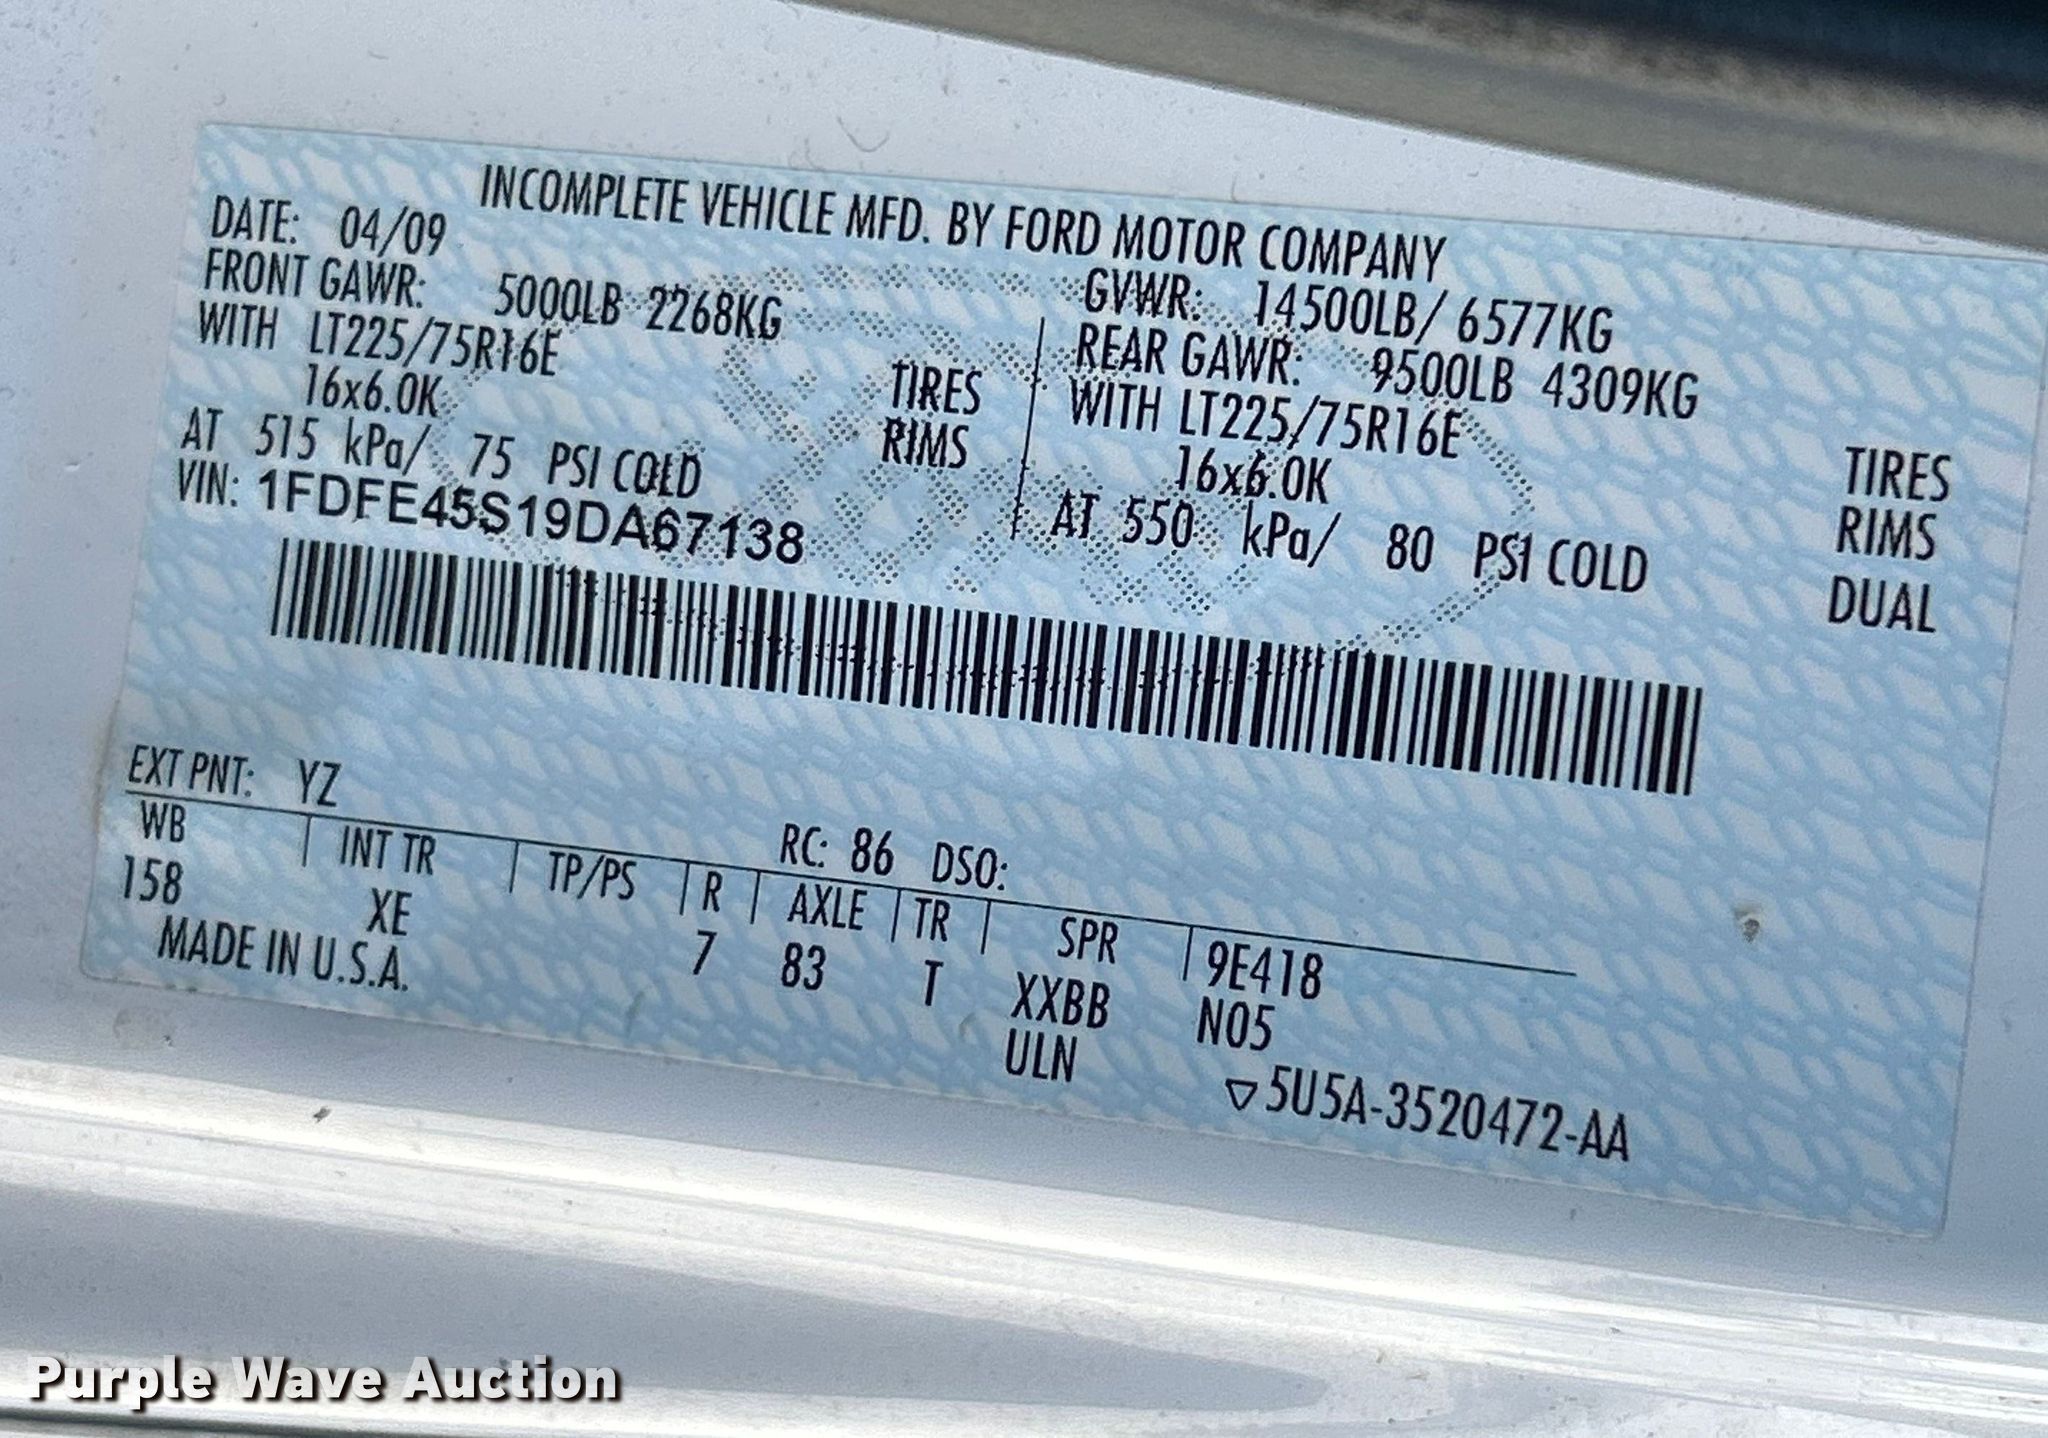 INCOMPLETE VEHICLE MFD. BY FORD MOTOR COMPANY
DATE: 04/09
GVWR: 14500LB/ 6577KG
FRONT GAWR: 5000LB 2268KG
REAR GAWR: 9500LB 4309KG
WITH LT225/75R16E TIRES
WITH LT225/75R16E TIRES
16x6.0K RIMS
16x6.0K RIMS
AT 515 kPa/ 75 PSI COLD
AT 550 kPa/ 80 PSI COLD DUAL
VIN: 1FDFE45S19DA67138
EXT PNT: YZ
RC: 86 DSO:
WB INT TR TP/PS R AXLE TR SPR 9E418
158 XE 7 83 T XXBB N05
MADE IN U.S.A.
ULN
▽5U5A-3520472-AA
Purple Wave Auction